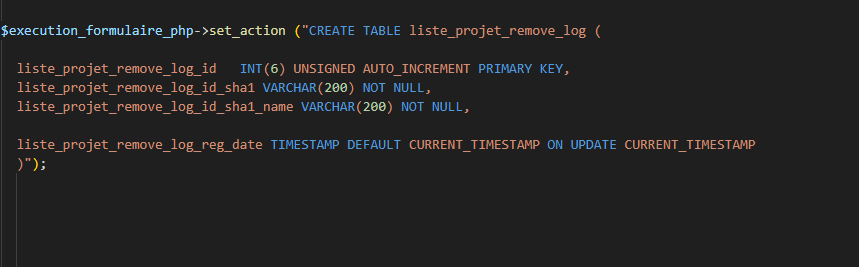 $execution_formulaire_php->set_action ("CREATE TABLE liste_projet_remove_log (
liste_projet_remove_log_id   INT(6) UNSIGNED AUTO_INCREMENT PRIMARY KEY,
liste_projet_remove_log_id_sha1 VARCHAR(200) NOT NULL,
liste_projet_remove_log_id_sha1_name VARCHAR(200) NOT NULL,
liste_projet_remove_log_reg_date TIMESTAMP DEFAULT CURRENT_TIMESTAMP ON UPDATE CURRENT_TIMESTAMP
)");